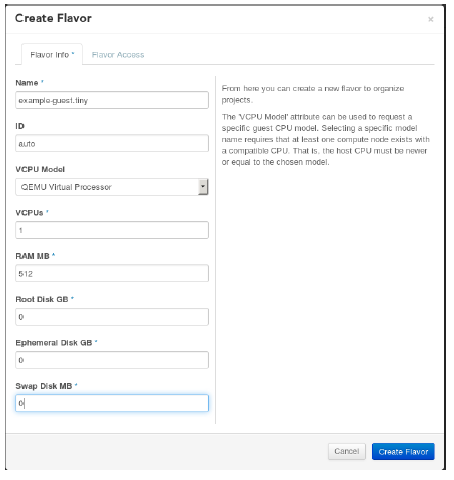 Create Flavor
×
Flavor Info *
Flavor Access
Name *
example-guest.tiny
ID
auto
VCPU Model
QEMU Virtual Processor
VCPUs *
1
RAM MB *
512
Root Disk GB *
0
Ephemeral Disk GB *
0
Swap Disk MB *
0
From here you can create a new flavor to organize
projects.
The 'VCPU Model' attribute can be used to request a
specific guest CPU model. Selecting a specific model
name requires that at least one compute node exists with
a compatible CPU. That is, the host CPU must be newer
or equal to the chosen model.
Cancel
Create Flavor